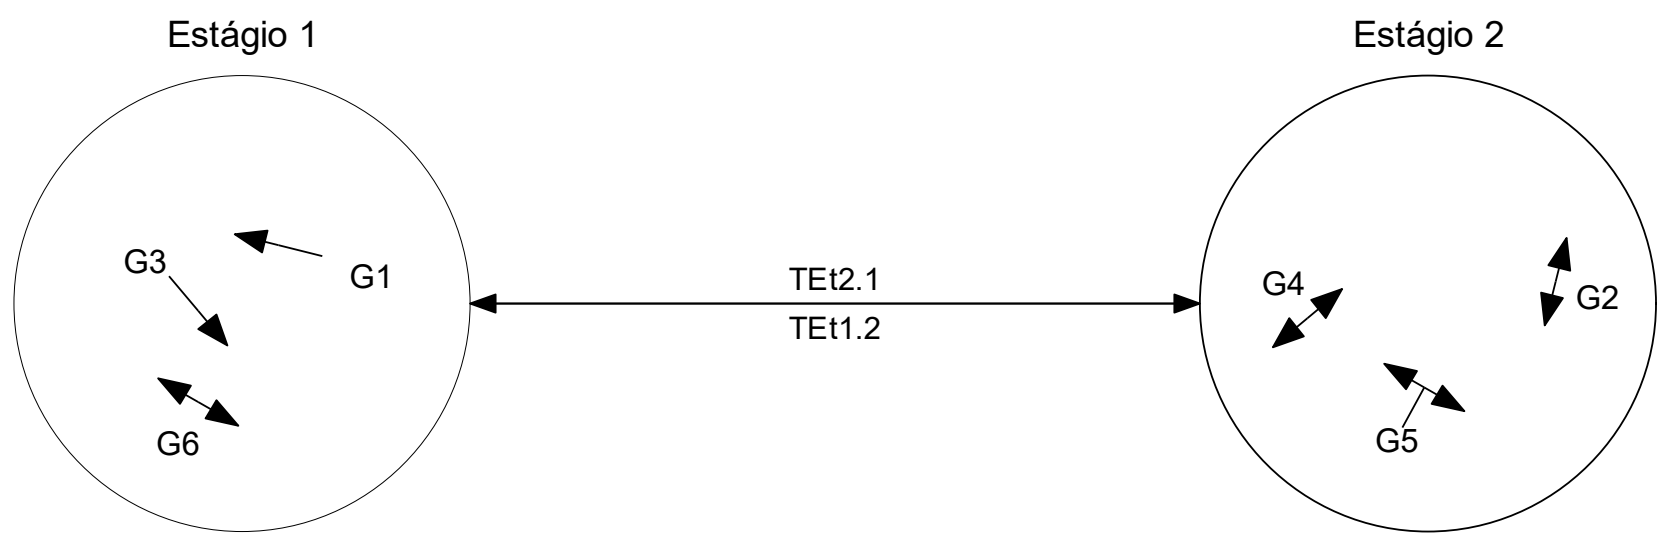 Estágio 1
Estágio 2
G3
G1
G6
TEt2.1
TEt1.2
G4
G2
G5